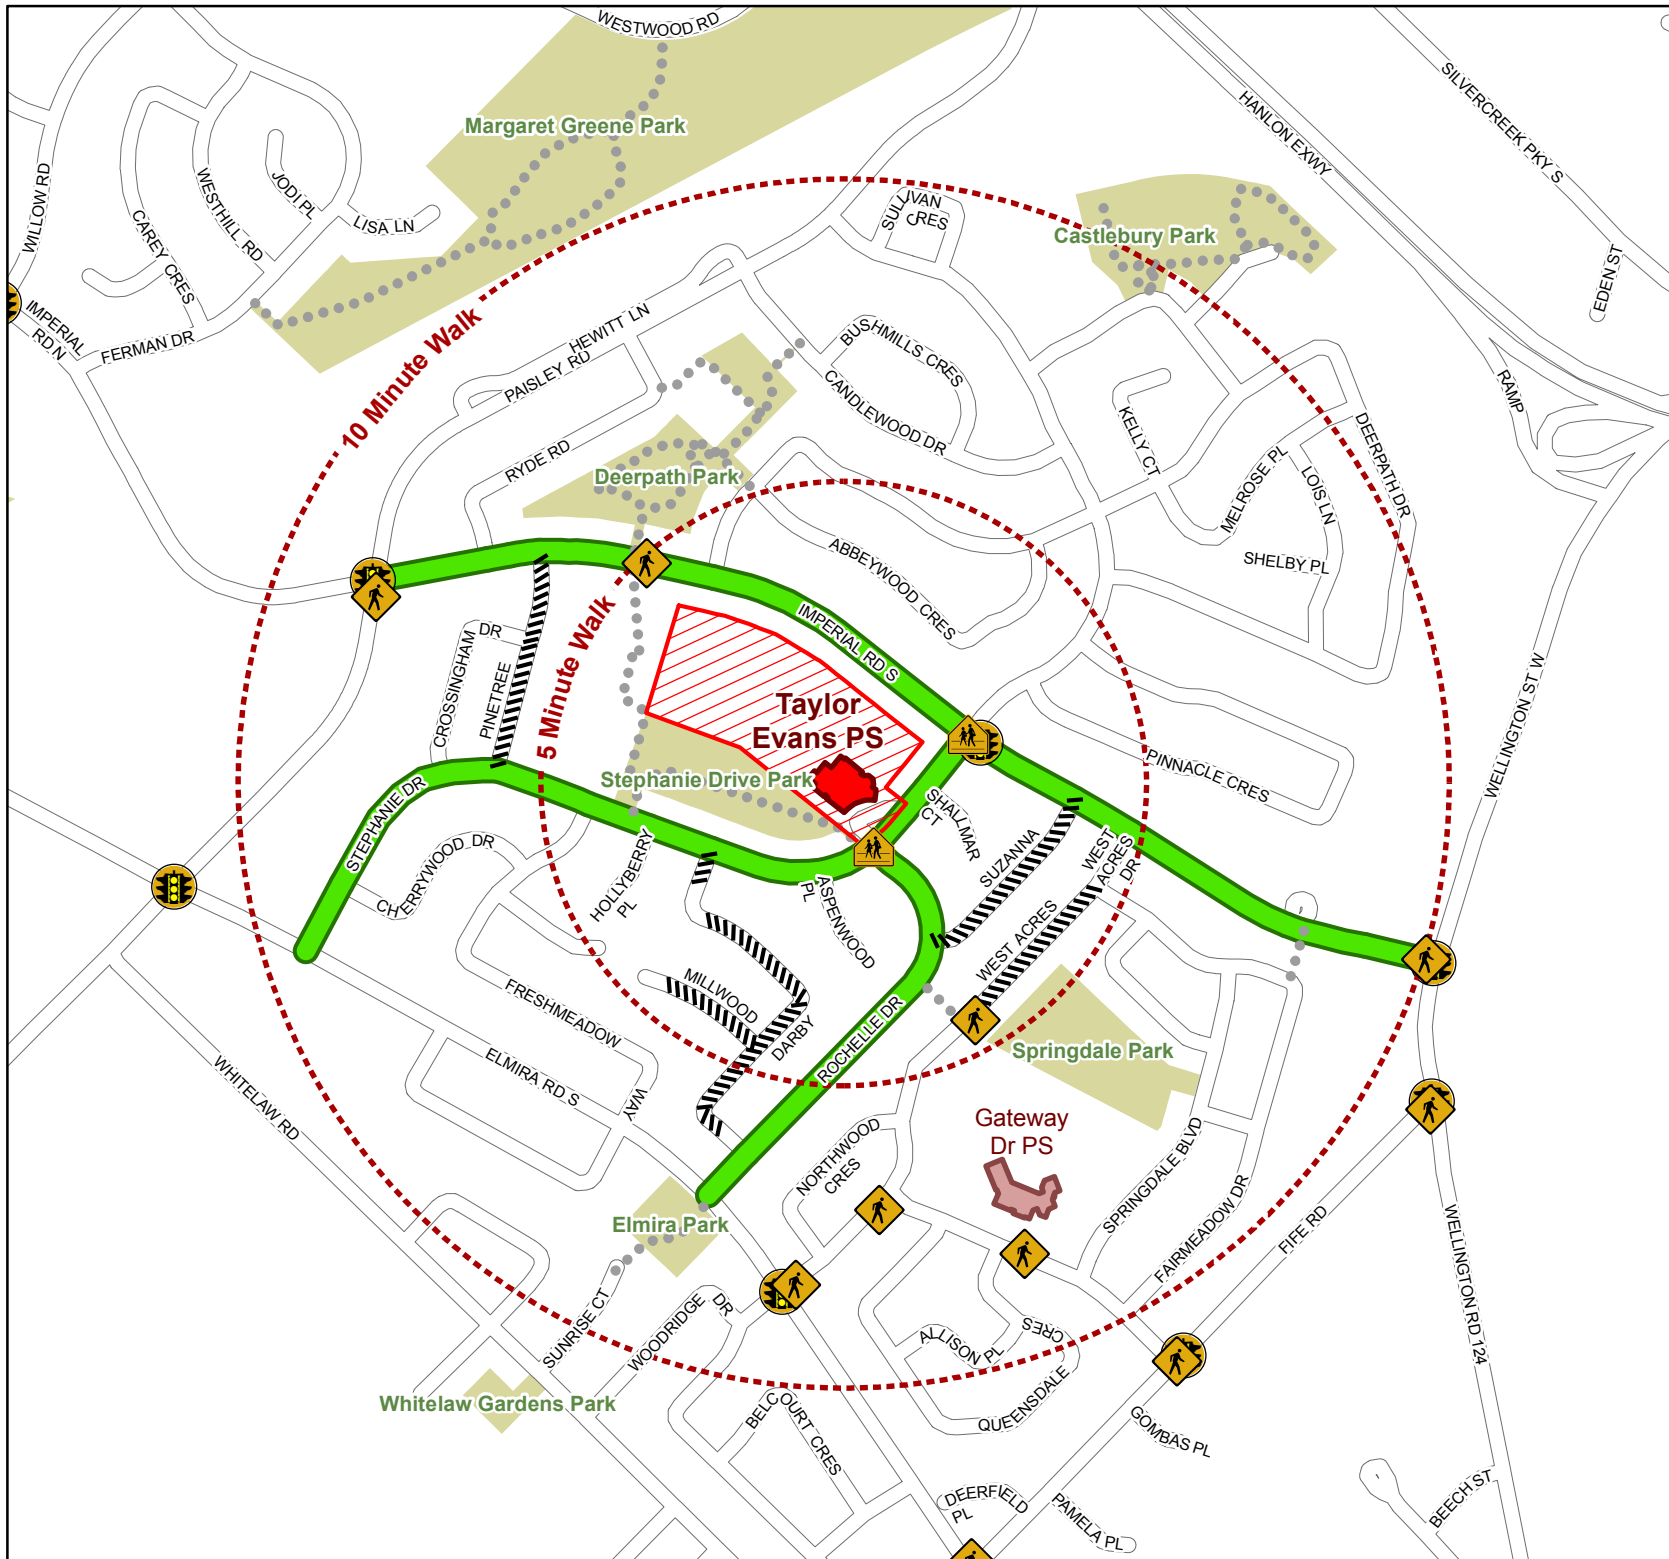 WESTWOOD RD
SILVERCREEK PKY S
HANLON EXWY
Margaret Greene Park
WILLOW RD
WESTHILL RD
JODI PL
LISA LN
CAREY CRES
SULLIVAN
CRES
Castlebury Park
EDEN ST
IMPERIAL
RD N
FERMAN DR
HEWITT LN
PAISLEY RD
10 Minute Walk
BUSHMILLS CRES
CANDLEWOOD DR
RAMP
KELLY CT
DEERPATH DR
RYDE RD
MELROSE PL
LOIS LN
Deerpath Park
ABBEYWOOD CRES
SHELBY PL
IMPERIAL RD S
5 Minute Walk
CROSSINGHAM
DR
PINETREE
Taylor
Evans PS
WELLINGTON ST W
PINNACLE CRES
Stephanie Drive Park
STEPHANIE DR
SHALLMAR
CT
SUZANNA
WEST
ACRES
DR
CHERRYWOOD DR
HOLLYBERRY
PL
ASPENWOOD
PL
WEST ACRES
MILLWOOD
DARBY
FRESHMEADOW
WAY
ROCHELLE DR
Springdale Park
ELMIRA RD S
WHITELAW RD
Gateway
Dr PS
NORTHWOOD
CRES
SPRINGDALE BLVD
FAIRMEADOW DR
FIFE RD
WELLINGTON RD 124
Elmira Park
SUNRISE CT
WOODRIDGE
DR
ALLISON PL
QUEENSDALE
CRES
Whitelaw Gardens Park
BELCOURT CRES
GOMBAS PL
DEERFIELD
PL
PAMELA PL
BEECH ST